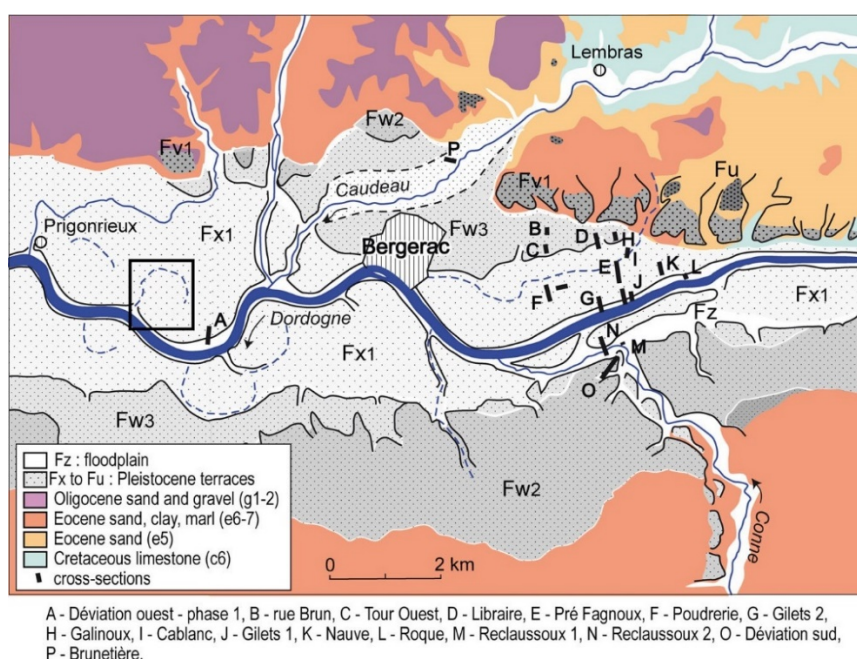 Lembras
Fw2
P
Fv1
Caudeau
Fv1
Fu
Prigonrieux
Fx1
Fw3
Bergerac
B
C
D
H
I
E
K
L
J
F
G
A
Dordogne
Fx1
N
M
Fz
Fx1
O
Fw3
Fw2
Conne
Fz : floodplain
Fx to Fu : Pleistocene terraces
Oligocene sand and gravel (g1-2)
Eocene sand, clay, marl (e6-7)
Eocene sand (e5)
Cretaceous limestone (c6)
cross-sections
0 2 km
A - Déviation ouest - phase 1, B - rue Brun, C - Tour Ouest, D - Libraire, E - Pré Fagnoux, F - Poudrerie, G - Gilets 2,
H - Galinoux, I - Cablanc, J - Gilets 1, K - Nauve, L - Roque, M - Reclaussoux 1, N - Reclaussoux 2, O - Déviation sud,
P - Brunetière.